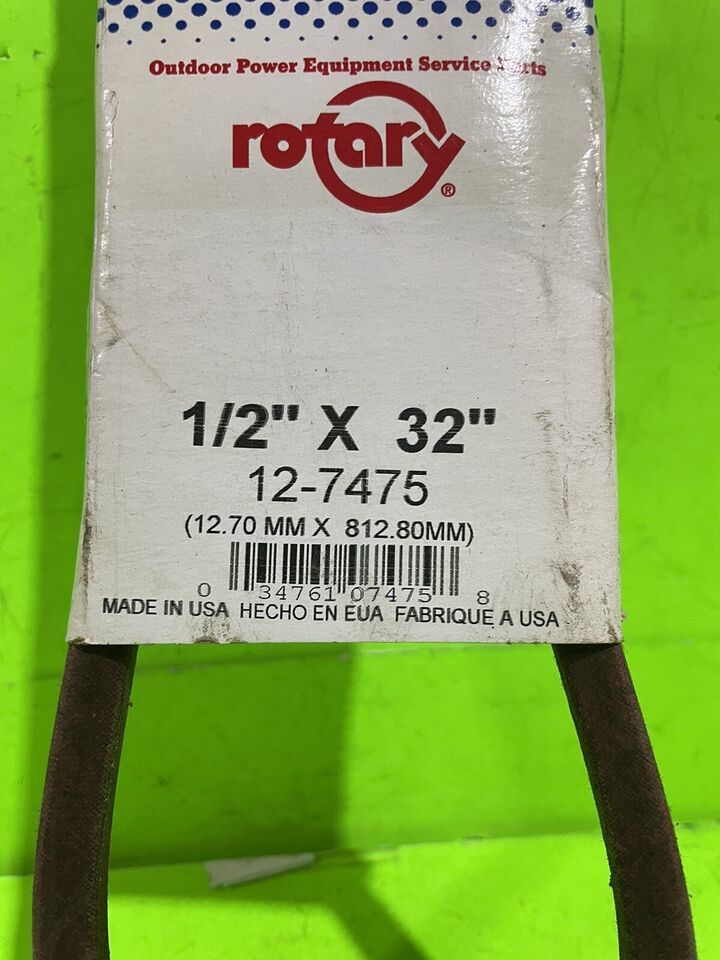 Outdoor Power Equipment Service
rotary®
1/2" X 32"
12-7475
(12.70 MM X 812.80MM)
0 34761 07475 8
MADE IN USA HECHO EN EUA FABRIQUE A USA